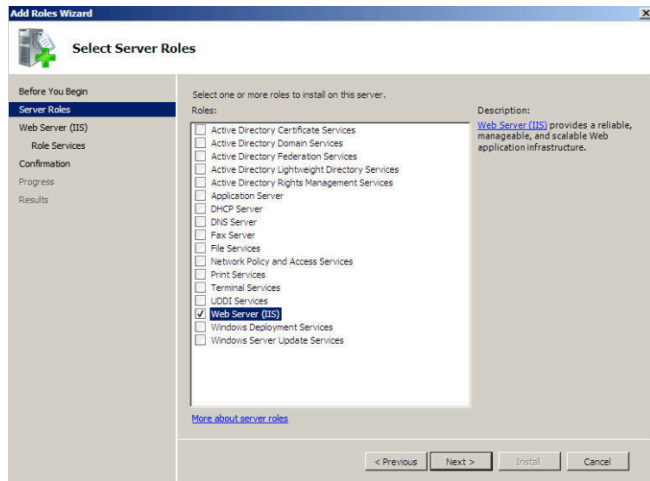 Add Roles Wizard
Select Server Roles
Before You Begin
Server Roles
Web Server (IIS)
Role Services
Confirmation
Progress
Results
Select one or more roles to install on this server.
Roles:
Active Directory Certificate Services
Active Directory Domain Services
Active Directory Federation Services
Active Directory Lightweight Directory Services
Active Directory Rights Management Services
Application Server
DHCP Server
DNS Server
Fax Server
File Services
Network Policy and Access Services
Print Services
Terminal Services
UDDI Services
Web Server (IIS)
Windows Deployment Services
Windows Server Update Services
More about server roles
Description:
Web Server (IIS) provides a reliable,
manageable, and scalable Web
application infrastructure.
< Previous
Next >
Install
Cancel